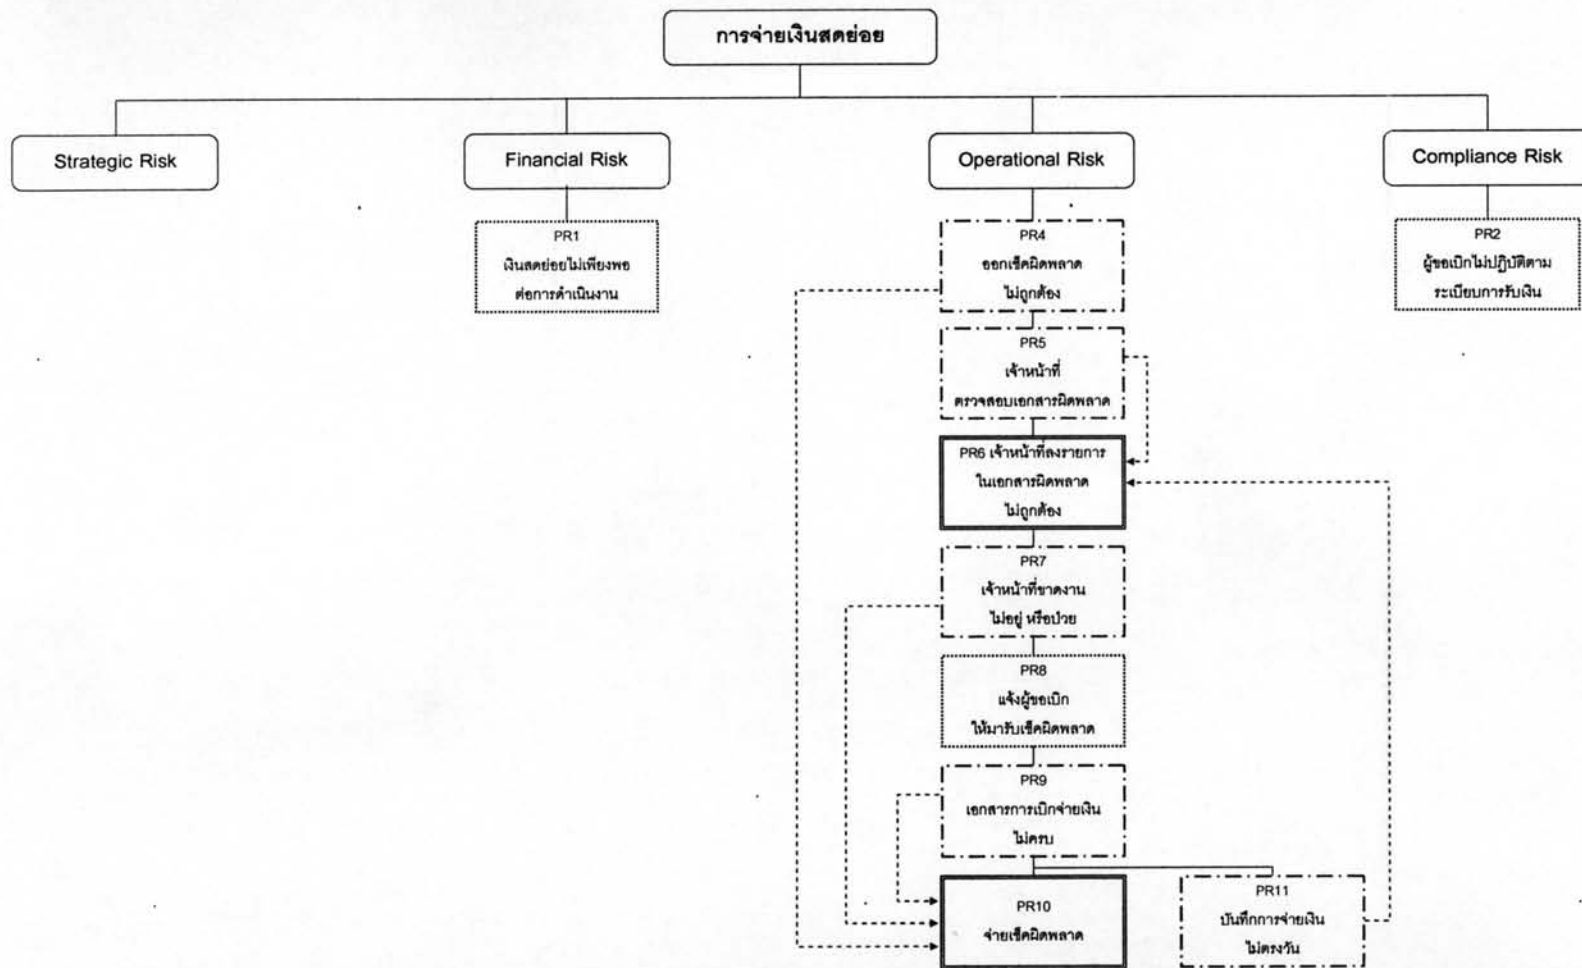 การจ่ายเงินสดย่อย
Strategic Risk
Financial Risk
Operational Risk
Compliance Risk
PR1
เงินสดย่อยไม่เพียงพอ
ต่อการดำเนินงาน
PR4
ออกเช็คผิดพลาด
ไม่ถูกต้อง
PR2
ผู้ขอเบิกไม่ปฏิบัติตาม
ระเบียบการรับเงิน
PR5
เจ้าหน้าที่
ตรวจสอบเอกสารผิดพลาด
PR6 เจ้าหน้าที่ลงรายการ
ในเอกสารผิดพลาด
ไม่ถูกต้อง
PR7
เจ้าหน้าที่ขาดงาน
ไม่อยู่ หรือป่วย
PR8
แจ้งผู้ขอเบิก
ให้มารับเช็คผิดพลาด
PR9
เอกสารการเบิกจ่ายเงิน
ไม่ครบ
PR10
จ่ายเช็คผิดพลาด
PR11
บันทึกการจ่ายเงิน
ไม่ตรงวัน